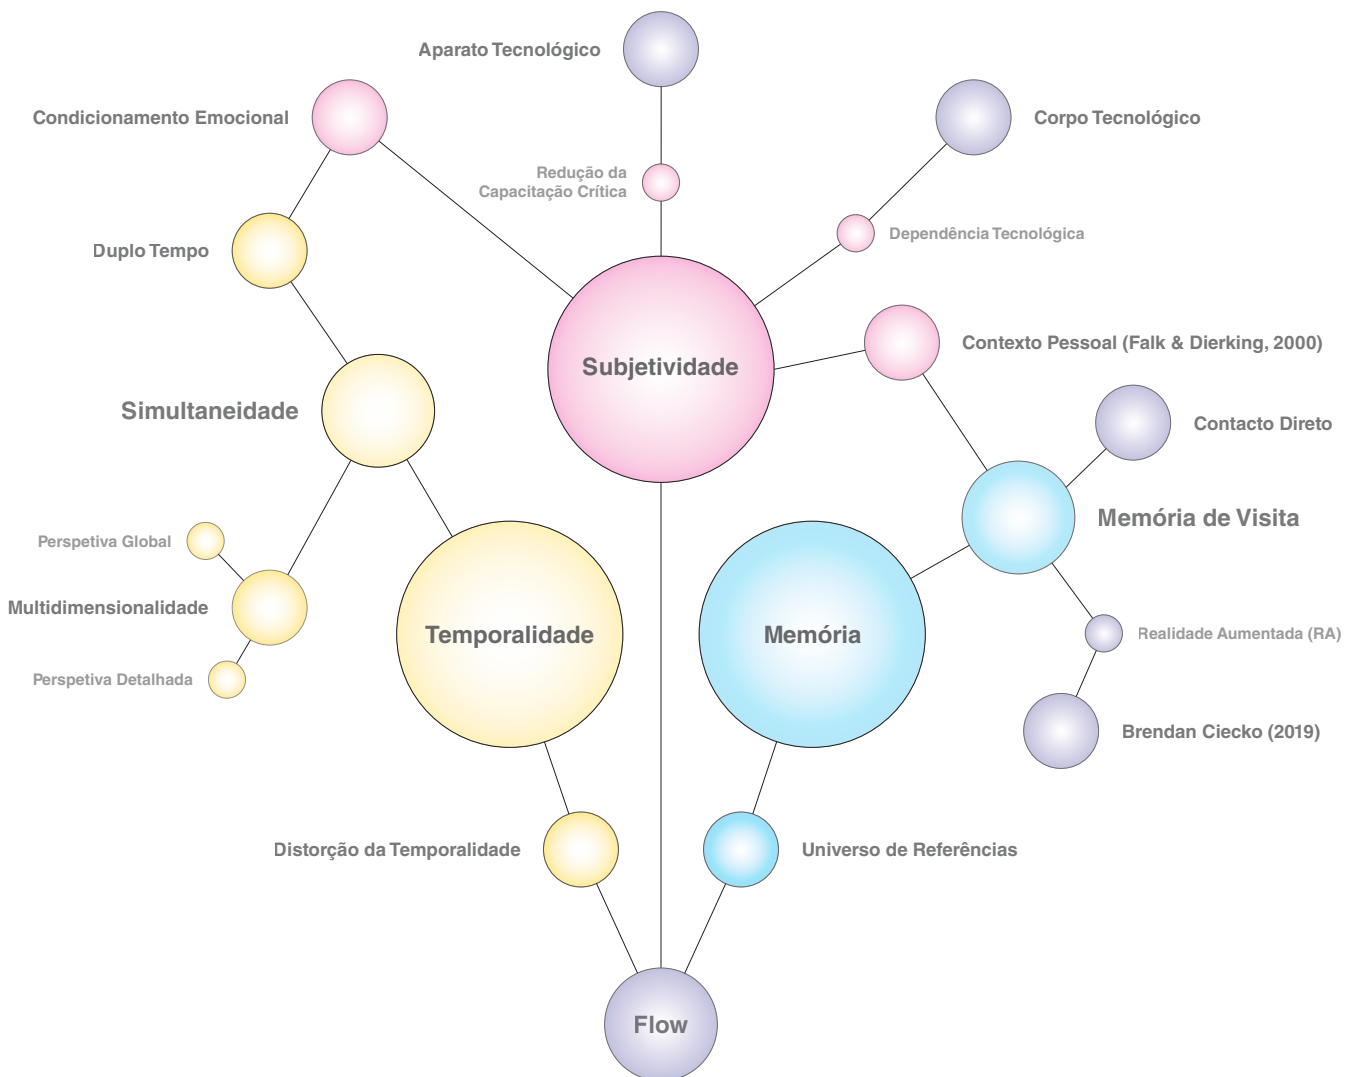 Aparato Tecnológico
Condicionamento Emocional
Corpo Tecnológico
Redução da
Capacitação Crítica
Dependência Tecnológica
Duplo Tempo
Contexto Pessoal (Falk & Dierking, 2000)
Subjetividade
Simultaneidade
Contacto Direto
Memória de Visita
Perspetiva Global
Multidimensionalidade
Temporalidade
Memória
Realidade Aumentada (RA)
Perspetiva Detalhada
Brendan Ciecko (2019)
Distorção da Temporalidade
Universo de Referências
Flow